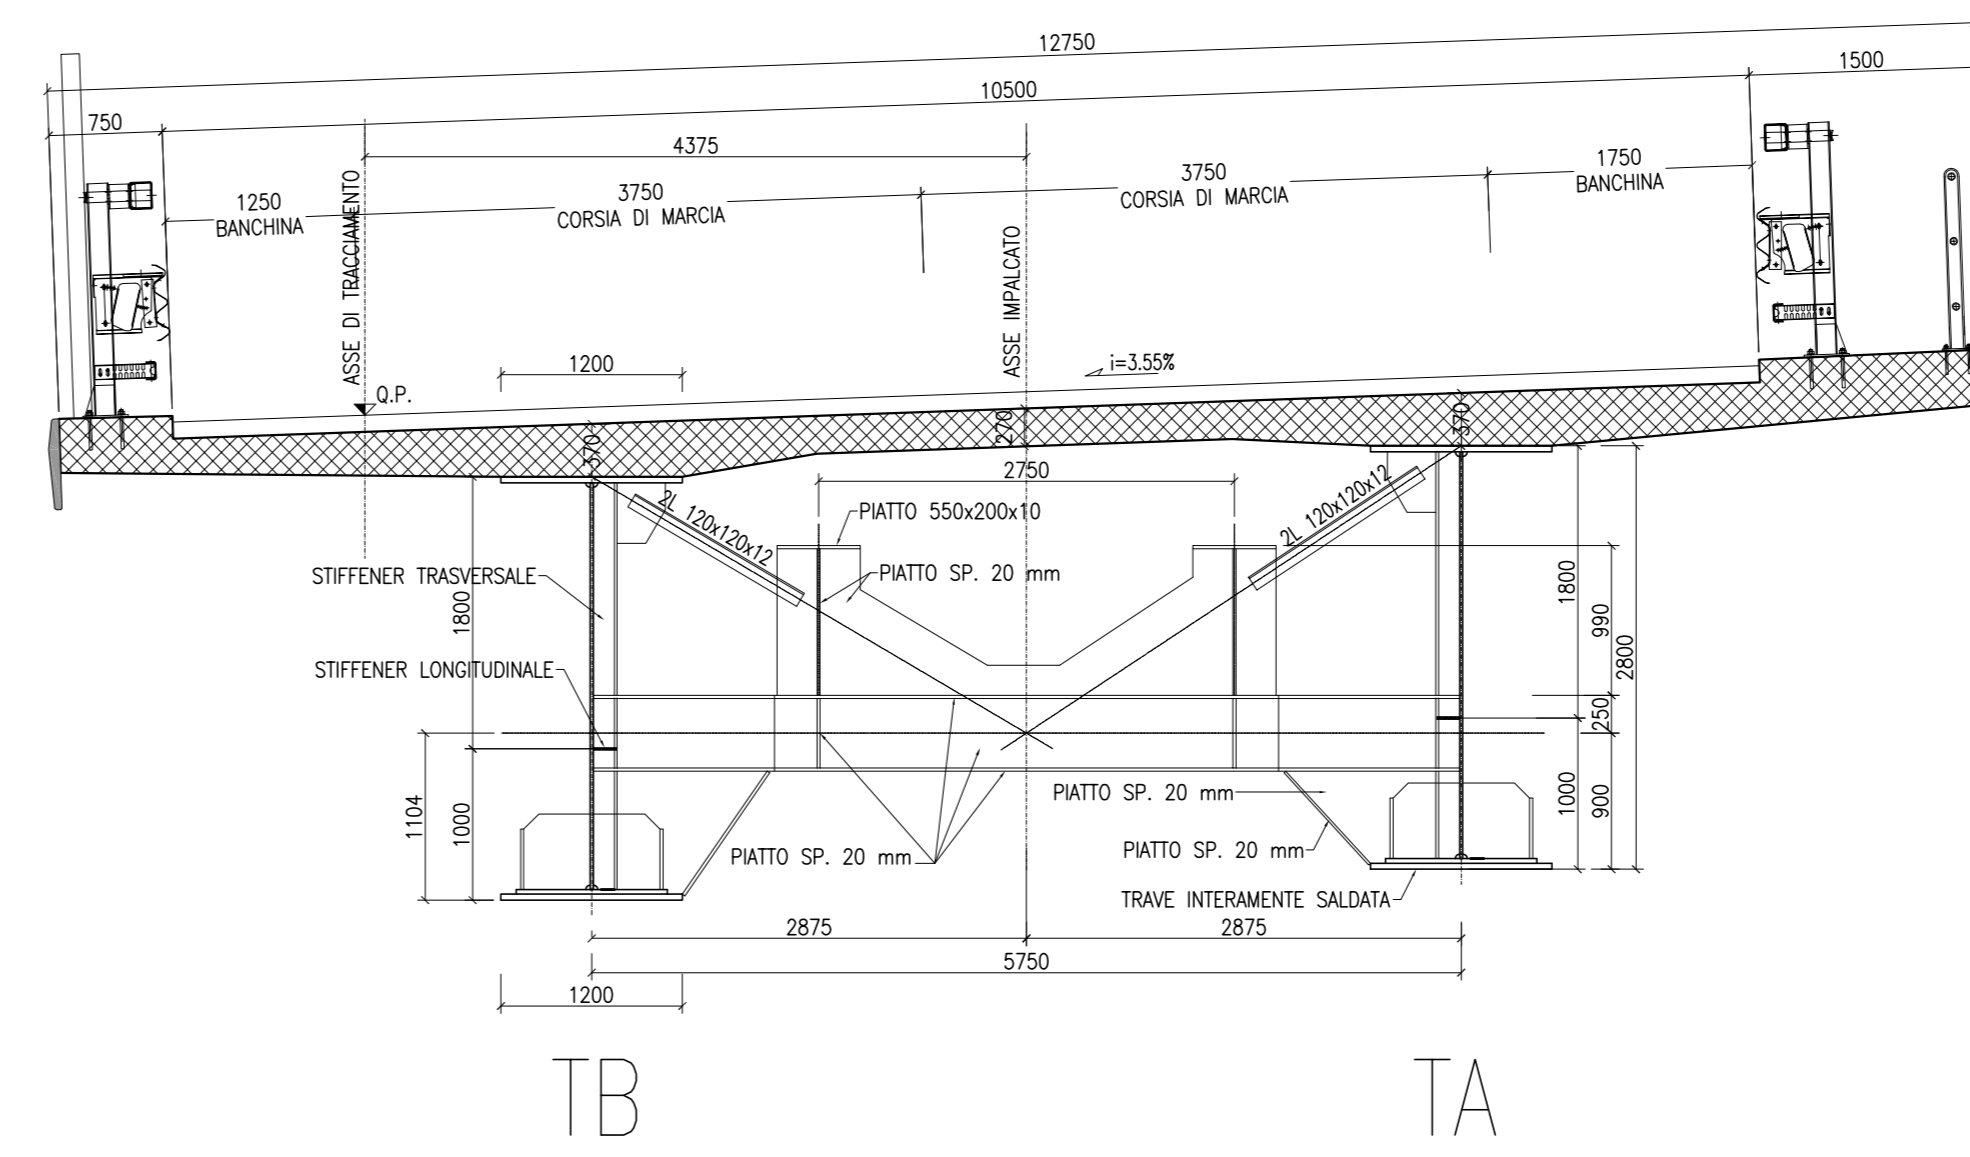 12750
1500
10500
750
4375
1250
BANCHINA
3750
CORSIA DI MARCIA
3750
CORSIA DI MARCIA
1750
BANCHINA
ASSE DI TRACCIAMENTO
ASSE IMPALCATO
1200
i=3.55%
Q.P.
370
270
370
2750
2L 120x120x12
2L 120x120x12
PIATTO 550x200x10
PIATTO SP. 20 mm
STIFFENER TRASVERSALE
1800
1800
990
2800
STIFFENER LONGITUDINALE
250
1104
1000
PIATTO SP. 20 mm
1000
900
PIATTO SP. 20 mm
PIATTO SP. 20 mm
TRAVE INTERAMENTE SALDATA
2875
2875
5750
1200
TB
TA